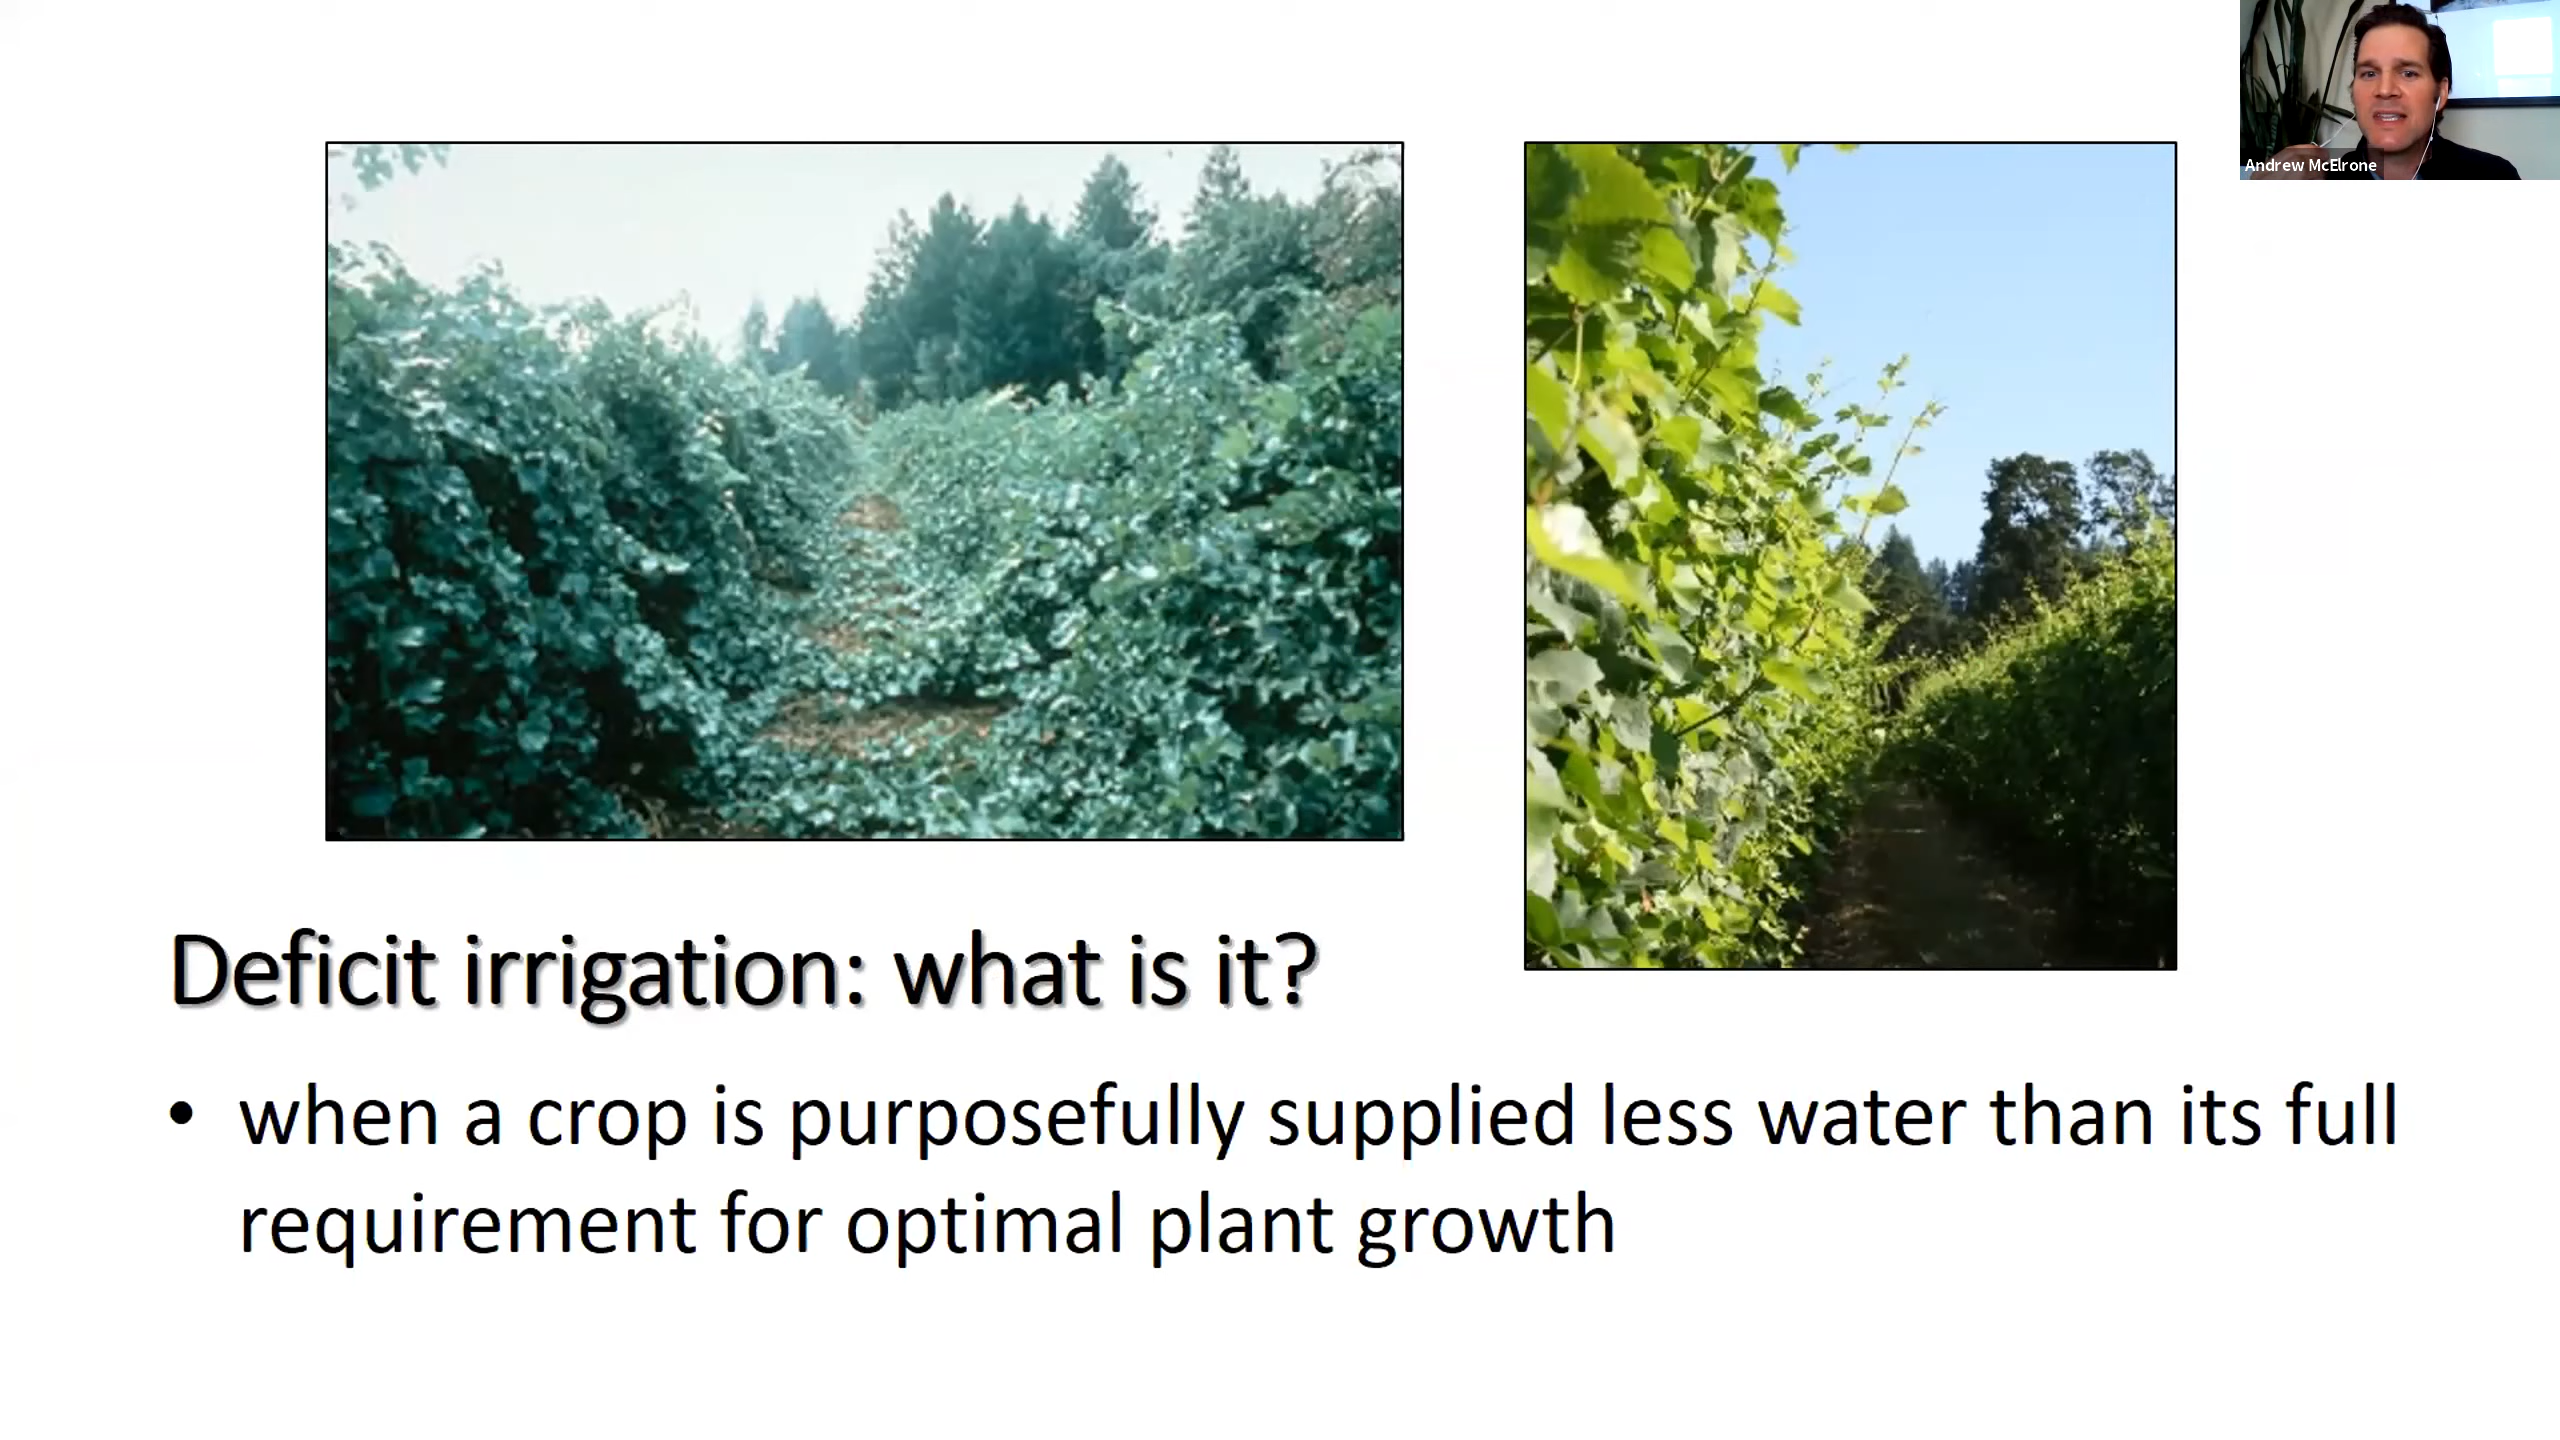 Andrew McElrone
Deficit irrigation: what is it?
• when a crop is purposefully supplied less water than its full
requirement for optimal plant growth